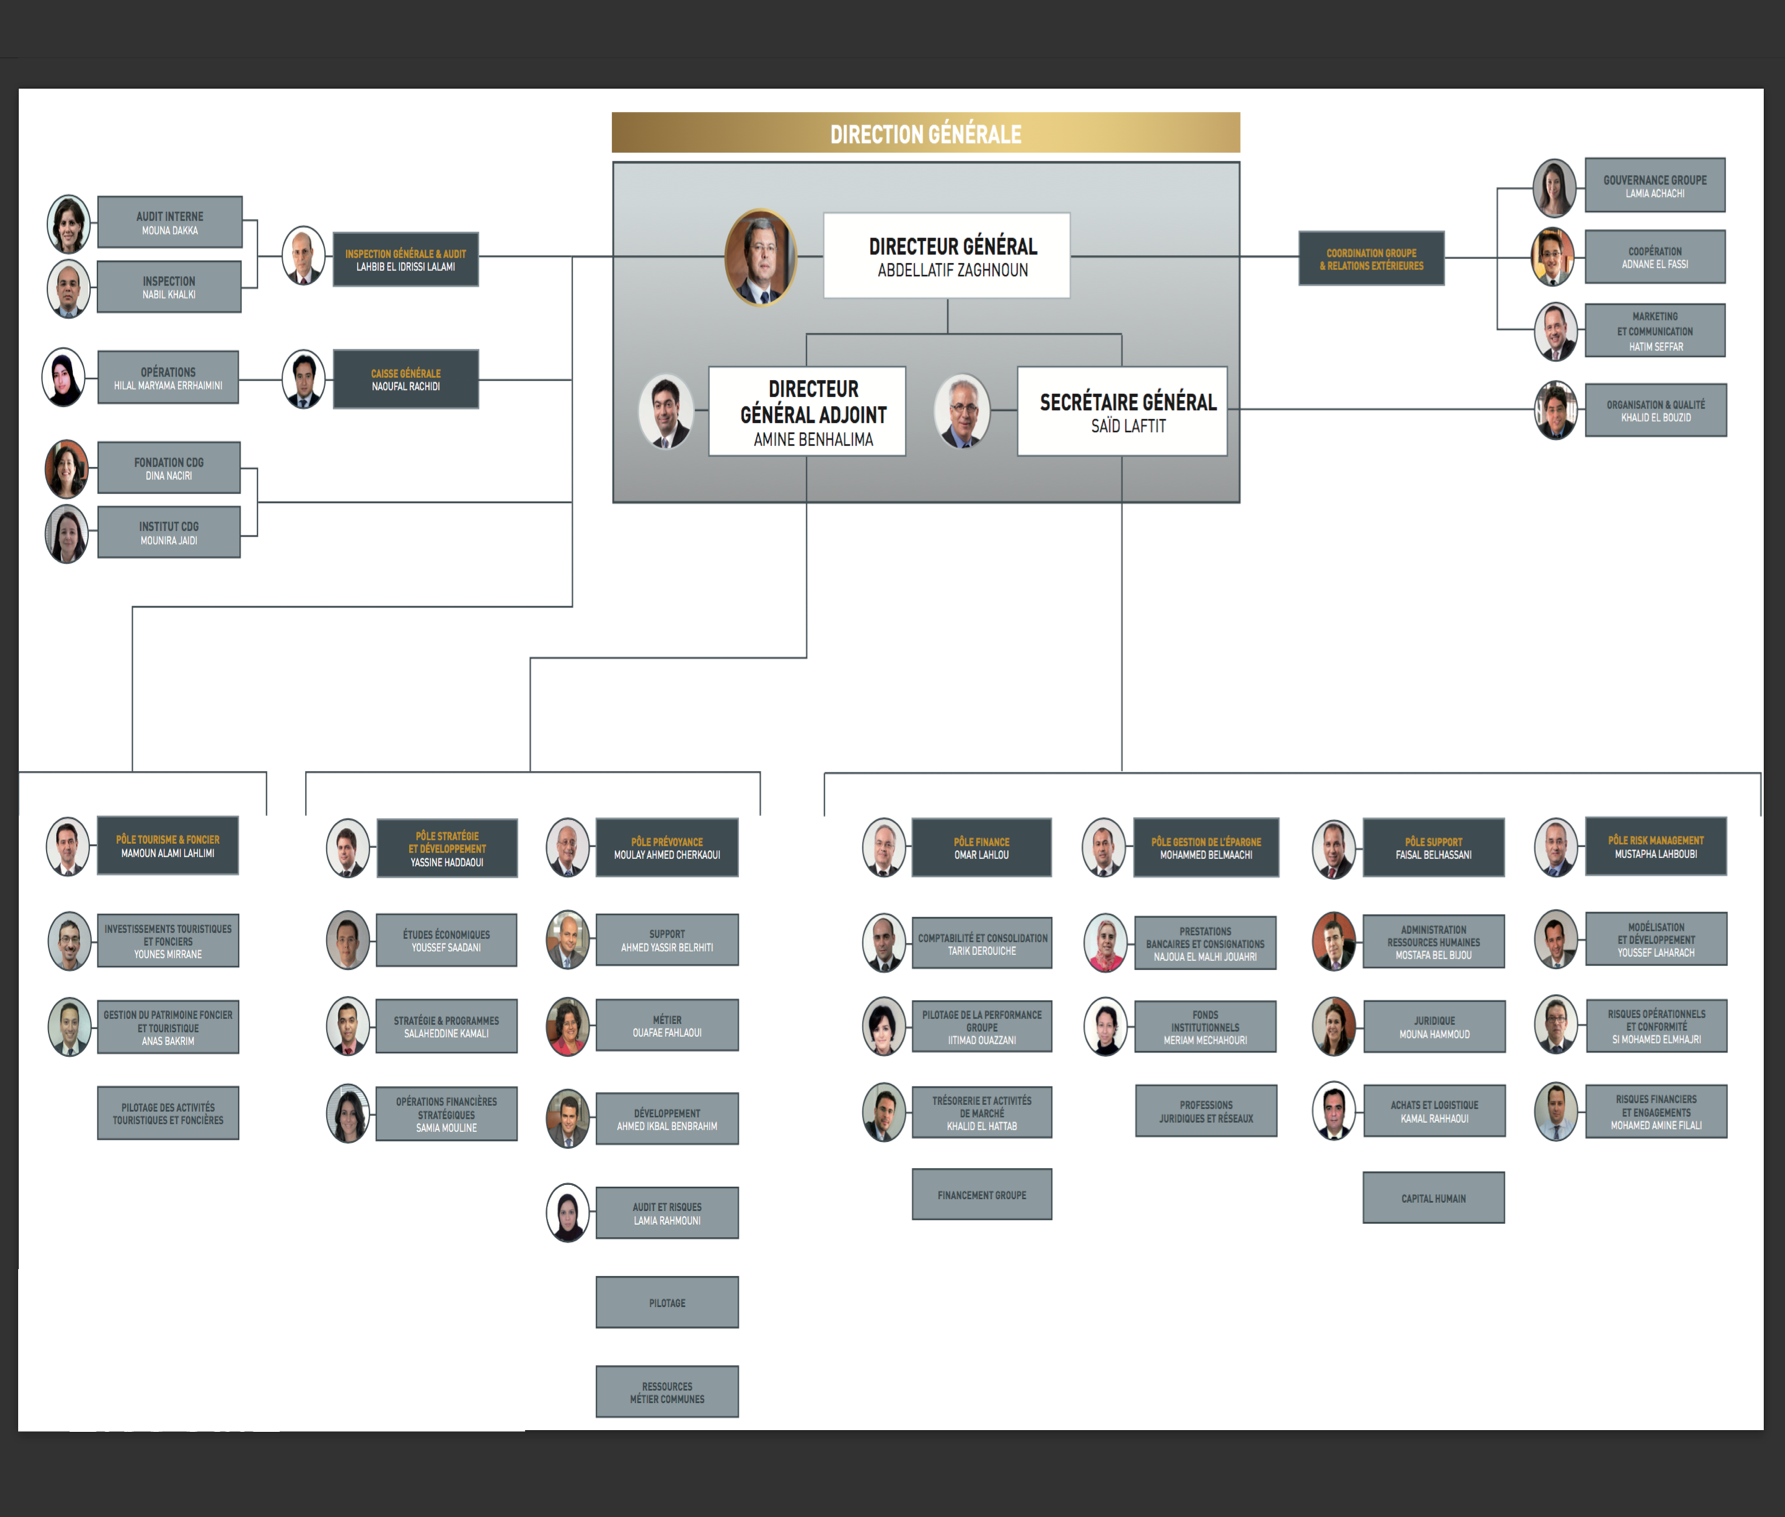 DIRECTION GÉNÉRALE
DIRECTEUR GÉNÉRAL
ABDELLATIF ZAGHNOUN
DIRECTEUR
GÉNÉRAL ADJOINT
AMINE BENHALIMA
SECRÉTAIRE GÉNÉRAL
SAÏD LAFTIT
AUDIT INTERNE
MOUNA DAKKA
INSPECTION
NABIL KHALKI
INSPECTION GÉNÉRALE & AUDIT
LAHBIB EL IDRISSI LALAMI
OPÉRATIONS
HILAL MARYAMA ERRHAIMINI
CAISSE GÉNÉRALE
NAOUFAL RACHIDI
FONDATION CDG
DINA NACIRI
INSTITUT CDG
MOUNIRA JAIDI
COORDINATION GROUPE
& RELATIONS EXTÉRIEURES
GOUVERNANCE GROUPE
LAMIA ACHACHI
COOPÉRATION
ADNANE EL FASSI
MARKETING
ET COMMUNICATION
HATIM SEFFAR
ORGANISATION & QUALITÉ
KHALID EL BOUZID
PÔLE TOURISME & FONCIER
MAMOUN ALAMI LAHLIMI
INVESTISSEMENTS TOURISTIQUES
ET FONCIERS
YOUNES MIRRANE
GESTION DU PATRIMOINE FONCIER
ET TOURISTIQUE
ANAS BAKRIM
PILOTAGE DES ACTIVITÉS
TOURISTIQUES ET FONCIÈRES
PÔLE STRATÉGIE
ET DÉVELOPPEMENT
YASSINE HADDAOUI
ÉTUDES ÉCONOMIQUES
YOUSSEF SAADANI
STRATÉGIE & PROGRAMMES
SALAHEDDINE KAMALI
OPÉRATIONS FINANCIÈRES
STRATÉGIQUES
SAMIA MOULINE
PÔLE PRÉVOYANCE
MOULAY AHMED CHERKAOUI
SUPPORT
AHMED YASSIR BELRHITI
MÉTIER
OUAFAE FAHLAOUI
DÉVELOPPEMENT
AHMED IKBAL BENBRAHIM
AUDIT ET RISQUES
LAMIA RAHMOUNI
PILOTAGE
RESSOURCES
MÉTIER COMMUNES
PÔLE FINANCE
OMAR LAHLOU
COMPTABILITÉ ET CONSOLIDATION
TARIK DEROUICHE
PILOTAGE DE LA PERFORMANCE
GROUPE
IITIMAD OUAZZANI
TRÉSORERIE ET ACTIVITÉS
DE MARCHÉ
KHALID EL HATTAB
FINANCEMENT GROUPE
PÔLE GESTION DE L'ÉPARGNE
MOHAMMED BELMAACHI
PRESTATIONS
BANCAIRES ET CONSIGNATIONS
NAJOUA EL MALHI JOUAHRI
FONDS
INSTITUTIONNELS
MERIAM MECHAHOURI
PROFESSIONS
JURIDIQUES ET RÉSEAUX
PÔLE SUPPORT
FAISAL BELHASSANI
ADMINISTRATION
RESSOURCES HUMAINES
MOSTAFA BEL BIJOU
JURIDIQUE
MOUNA HAMMOUD
ACHATS ET LOGISTIQUE
KAMAL RAHHAOUI
CAPITAL HUMAIN
PÔLE RISK MANAGEMENT
MUSTAPHA LAHBOUBI
MODÉLISATION
ET DÉVELOPPEMENT
YOUSSEF LAHARACH
RISQUES OPÉRATIONNELS
ET CONFORMITÉ
SI MOHAMED ELMHAJRI
RISQUES FINANCIERS
ET ENGAGEMENTS
MOHAMED AMINE FILALI